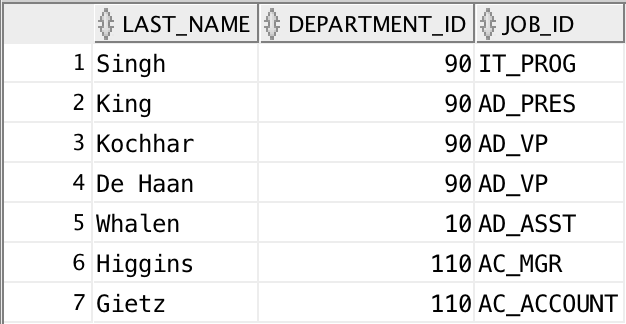 LAST_NAME DEPARTMENT_ID JOB_ID
1 Singh 90 IT_PROG
2 King 90 AD_PRES
3 Kochhar 90 AD_VP
4 De Haan 90 AD_VP
5 Whalen 10 AD_ASST
6 Higgins 110 AC_MGR
7 Gietz 110 AC_ACCOUNT